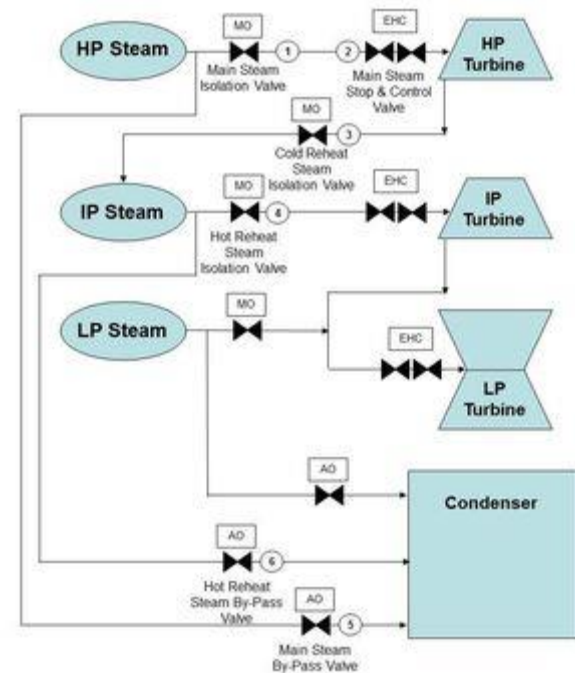 MO
EHC
HP Steam
1
2
HP
Turbine
Main Steam
Isolation Valve
Main Steam
Stop & Control
Valve
MO
3
Cold Reheat
Steam
Isolation Valve
MO
EHC
IP Steam
4
IP
Turbine
Hot Reheat
Steam
Isolation Valve
MO
LP Steam
EHC
LP
Turbine
AO
Condenser
AO
6
Hot Reheat
Steam By-Pass
Valve
AO
5
Main Steam
By-Pass Valve